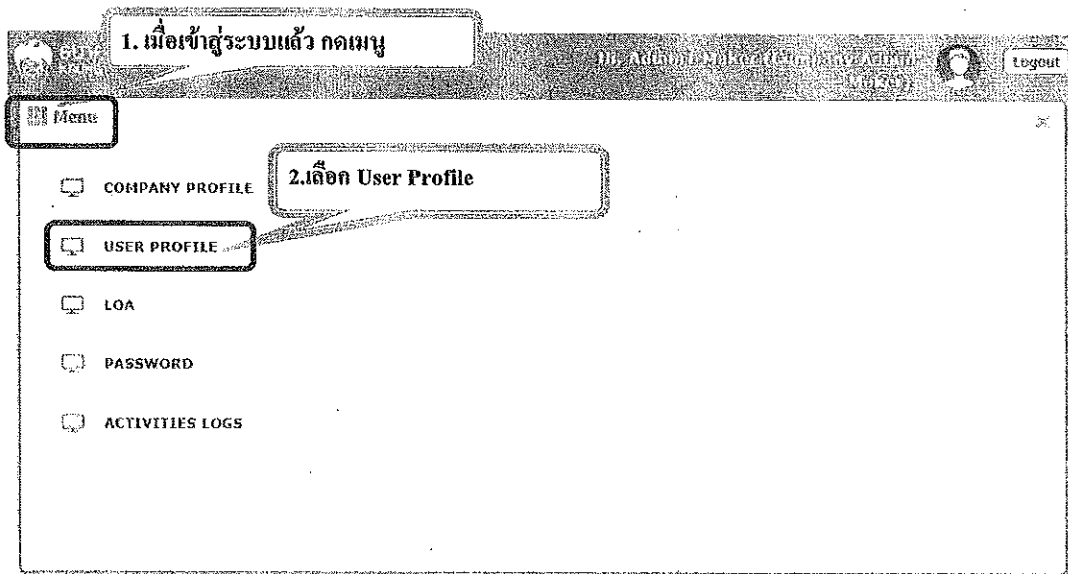 1. เมื่อเข้าสู่ระบบแล้ว กดเมนู
Logout
Menu
2.เลือก User Profile
COMPANY PROFILE
USER PROFILE
LOA
PASSWORD
ACTIVITIES LOGS